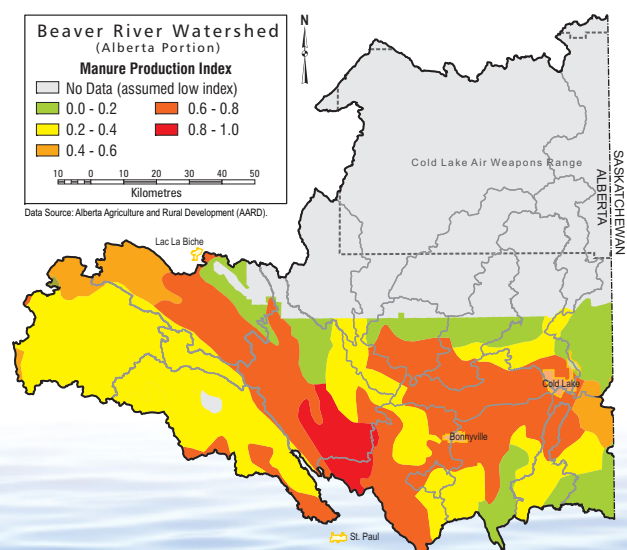 Beaver River Watershed
(Alberta Portion)
Manure Production Index
No Data (assumed low index)
0.0 - 0.2
0.6 - 0.8
0.2 - 0.4
0.8 - 1.0
0.4 - 0.6
10 0 10 20 30 40 50
Kilometres
Data Source: Alberta Agriculture and Rural Development (AARD).
N
Cold Lake Air Weapons Range
ALBERTA
SASKATCHEWAN
Lac La Biche
Cold Lake
Bonnyville
St. Paul